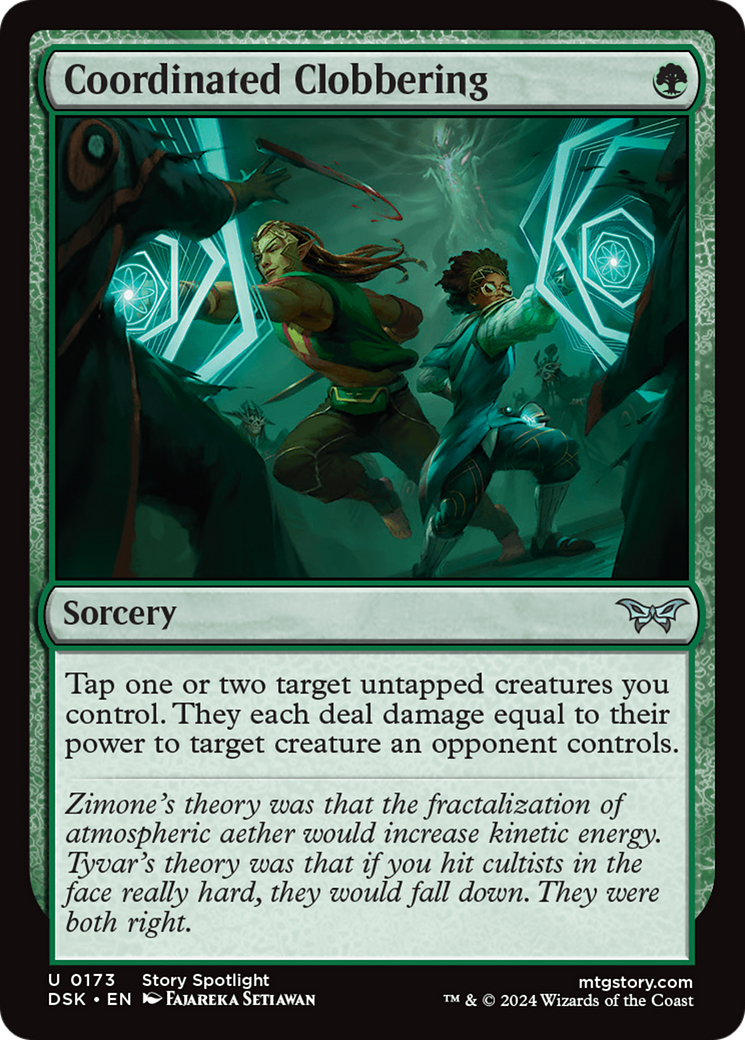 Coordinated Clobbering
Sorcery
Tap one or two target untapped creatures you
control. They each deal damage equal to their
power to target creature an opponent controls.
Zimone's theory was that the fractalization of
atmospheric aether would increase kinetic energy.
Tyvar's theory was that if you hit cultists in the
face really hard, they would fall down. They were
both right.
U 0173 Story Spotlight
mtgstory.com
DSK • EN Fajareka Setiawan
™ & © 2024 Wizards of the Coast